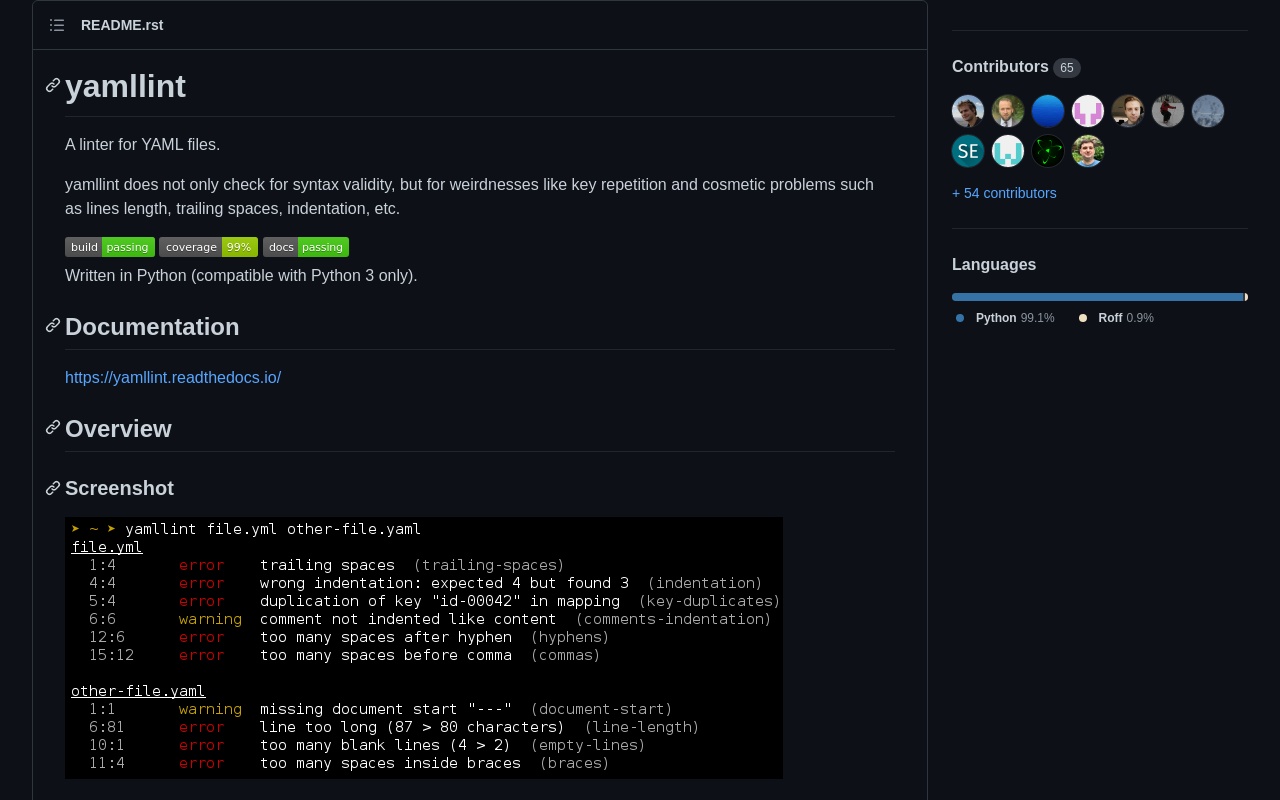 README.rst
yamllint
A linter for YAML files.
yamllint does not only check for syntax validity, but for weirdnesses like key repetition and cosmetic problems such
as lines length, trailing spaces, indentation, etc.
build passing coverage 99% docs passing
Written in Python (compatible with Python 3 only).
Documentation
https://yamllint.readthedocs.io/
Overview
Screenshot
➤ ~ ➤ yamllint file.yml other-file.yaml
file.yml
1:4 error trailing spaces (trailing-spaces)
4:4 error wrong indentation: expected 4 but found 3 (indentation)
5:4 error duplication of key "id-00042" in mapping (key-duplicates)
6:6 warning comment not indented like content (comments-indentation)
12:6 error too many spaces after hyphen (hyphens)
15:12 error too many spaces before comma (commas)
other-file.yaml
1:1 warning missing document start "---" (document-start)
6:81 error line too long (87 > 80 characters) (line-length)
10:1 error too many blank lines (4 > 2) (empty-lines)
11:4 error too many spaces inside braces (braces)
Contributors 65
SE
+ 54 contributors
Languages
Python 99.1% Roff 0.9%